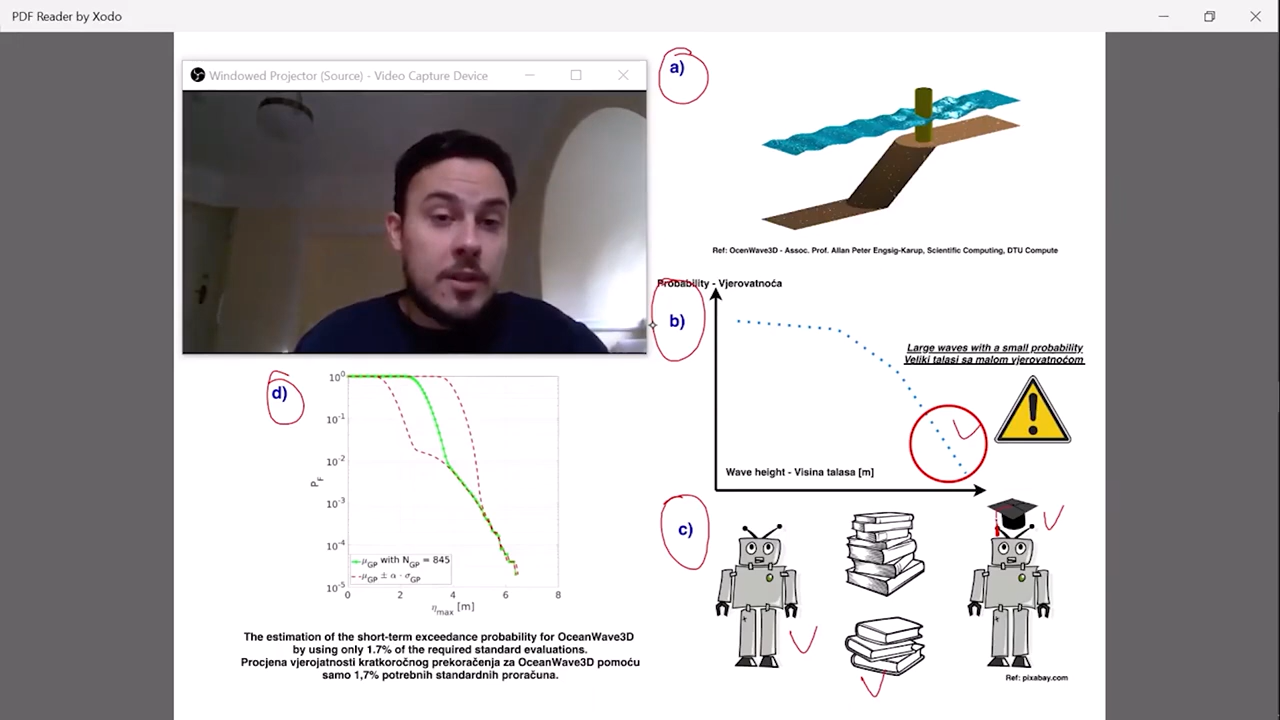 PDF Reader by Xodo
Windowed Projector (Source) - Video Capture Device
a)
Ref: OcenWave3D - Assoc. Prof. Allan Peter Engsig-Karup, Scientific Computing, DTU Compute
Probability - Vjerovatnoća
b)
Large waves with a small probability
Veliki talasi sa malom vjerovatnoćom
Wave height - Visina talasa [m]
c)
Ref: pixabay.com
d)
10^0
10^-1
10^-2
10^-3
10^-4
10^-5
P_F
μ_GP with N_GP = 845
μ_GP ± α · σ_GP
0 2 4 6 8
η_max [m]
The estimation of the short-term exceedance probability for OceanWave3D
by using only 1.7% of the required standard evaluations.
Procjena vjerojatnosti kratkoročnog prekoračenja za OceanWave3D pomoću
samo 1,7% potrebnih standardnih proračuna.